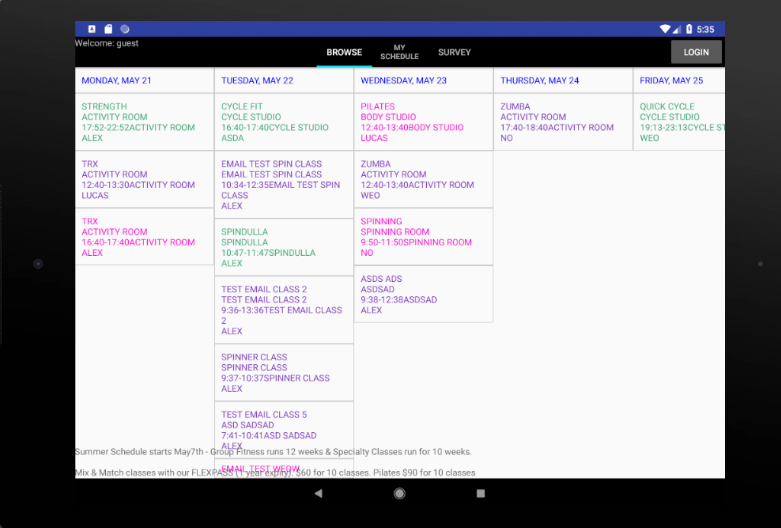 5:35
Welcome: guest
BROWSE
MY
SCHEDULE
SURVEY
LOGIN
MONDAY, MAY 21
STRENGTH
ACTIVITY ROOM
17:52-22:52ACTIVITY ROOM
ALEX
TRX
ACTIVITY ROOM
12:40-13:30ACTIVITY ROOM
LUCAS
TRX
ACTIVITY ROOM
16:40-17:40ACTIVITY ROOM
ALEX
TUESDAY, MAY 22
CYCLE FIT
CYCLE STUDIO
16:40-17:40CYCLE STUDIO
ASDA
EMAIL TEST SPIN CLASS
EMAIL TEST SPIN CLASS
10:34-12:35EMAIL TEST SPIN
CLASS
ALEX
SPINDULLA
SPINDULLA
10:47-11:47SPINDULLA
ALEX
TEST EMAIL CLASS 2
TEST EMAIL CLASS 2
9:36-13:36TEST EMAIL CLASS
2
ALEX
SPINNER CLASS
SPINNER CLASS
9:37-10:37SPINNER CLASS
ALEX
TEST EMAIL CLASS 5
ASD SADSAD
7:41-10:41ASD SADSAD
ALEX
EMAIL TEST WEOW
WEDNESDAY, MAY 23
PILATES
BODY STUDIO
12:40-13:40BODY STUDIO
LUCAS
ZUMBA
ACTIVITY ROOM
12:40-13:40ACTIVITY ROOM
WEO
SPINNING
SPINNING ROOM
9:50-11:50SPINNING ROOM
NO
ASDS ADS
ASDSAD
9:38-12:38ASDSAD
ALEX
THURSDAY, MAY 24
ZUMBA
ACTIVITY ROOM
17:40-18:40ACTIVITY ROOM
NO
FRIDAY, MAY 25
QUICK CYCLE
CYCLE STUDIO
19:13-23:13CYCLE ST
WEO
Summer Schedule starts May7th - Group Fitness runs 12 weeks & Specialty Classes run for 10 weeks.
Mix & Match classes with our FLEXPASS (1 year expiry). $60 for 10 classes. Pilates $90 for 10 classes